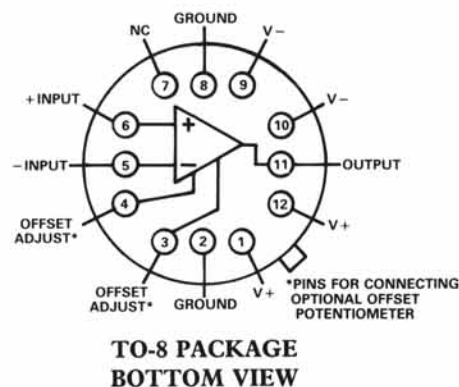 GROUND
NC
V–
7
8
9
+ INPUT
V–
6
+
10
– INPUT
5
–
11
OUTPUT
4
12
OFFSET
ADJUST*
V+
3
2
1
OFFSET
ADJUST*
GROUND
V+
*PINS FOR CONNECTING
OPTIONAL OFFSET
POTENTIOMETER
TO-8 PACKAGE
BOTTOM VIEW